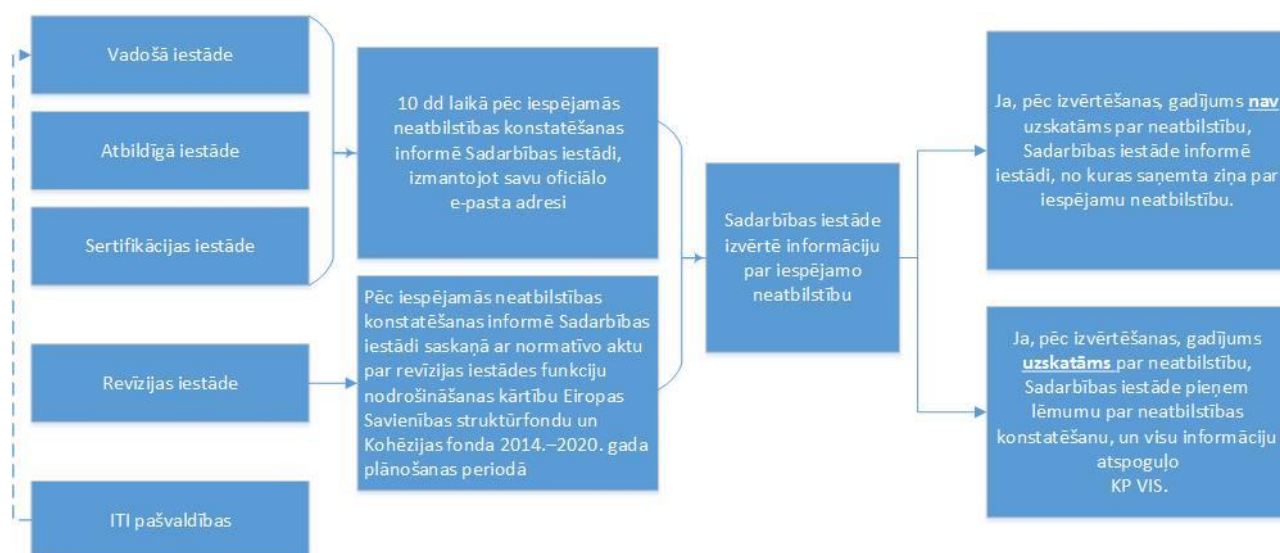 Vadošā iestāde
Atbildīgā iestāde
Sertifikācijas iestāde
Revīzijas iestāde
ITI pašvaldības
10 dd laikā pēc iespējamās
neatbilstības konstatēšanas
informē Sadarbības iestādi,
izmantojot savu oficiālo
e-pasta adresi
Pēc iespējamās neatbilstības
konstatēšanas informē Sadarbības
iestādi saskaņā ar normatīvo aktu
par revīzijas iestādes funkciju
nodrošināšanas kārtību Eiropas
Savienības struktūrfondu un
Kohēzijas fonda 2014.–2020. gada
plānošanas periodā
Sadarbības iestāde
izvērtē informāciju
par iespējamo
neatbilstību
Ja, pēc izvērtēšanas, gadījums nav
uzskatāms par neatbilstību,
Sadarbības iestāde informē
iestādi, no kuras saņemta ziņa par
iespējamu neatbilstību.
Ja, pēc izvērtēšanas, gadījums
uzskatāms par neatbilstību,
Sadarbības iestāde pieņem
lēmumu par neatbilstības
konstatēšanu, un visu informāciju
atspoguļo
KP VIS.